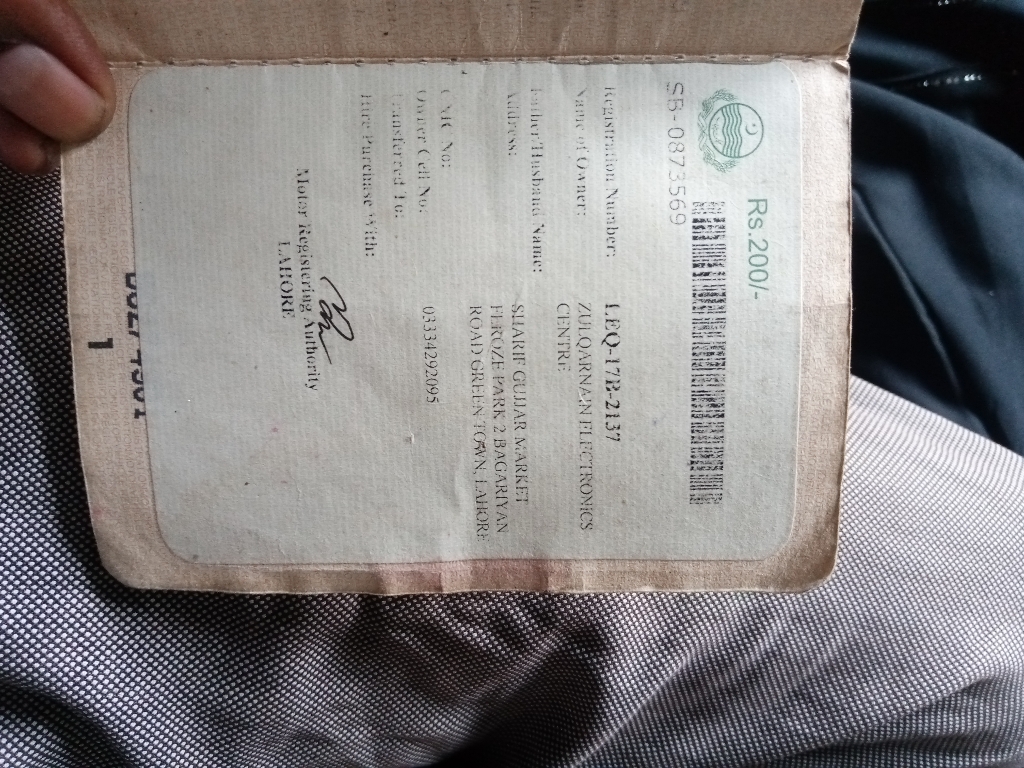 Rs.200/-
SB-0873569
Registration Number: LEQ-17B-2137
Name of Owner: ZULQARNAIN ELECTRONICS
CENTRE
Father/Husband Name:
Address: SHARIF GUJJAR MARKET
FEROZE PARK 2 BAGARIYAN
ROAD GREEN TOWN, LAHORE
CNIC No:
Owner Cell No: 03334292095
Transferred To:
Hire Purchase With:
Motor Registering Authority
LAHORE
1